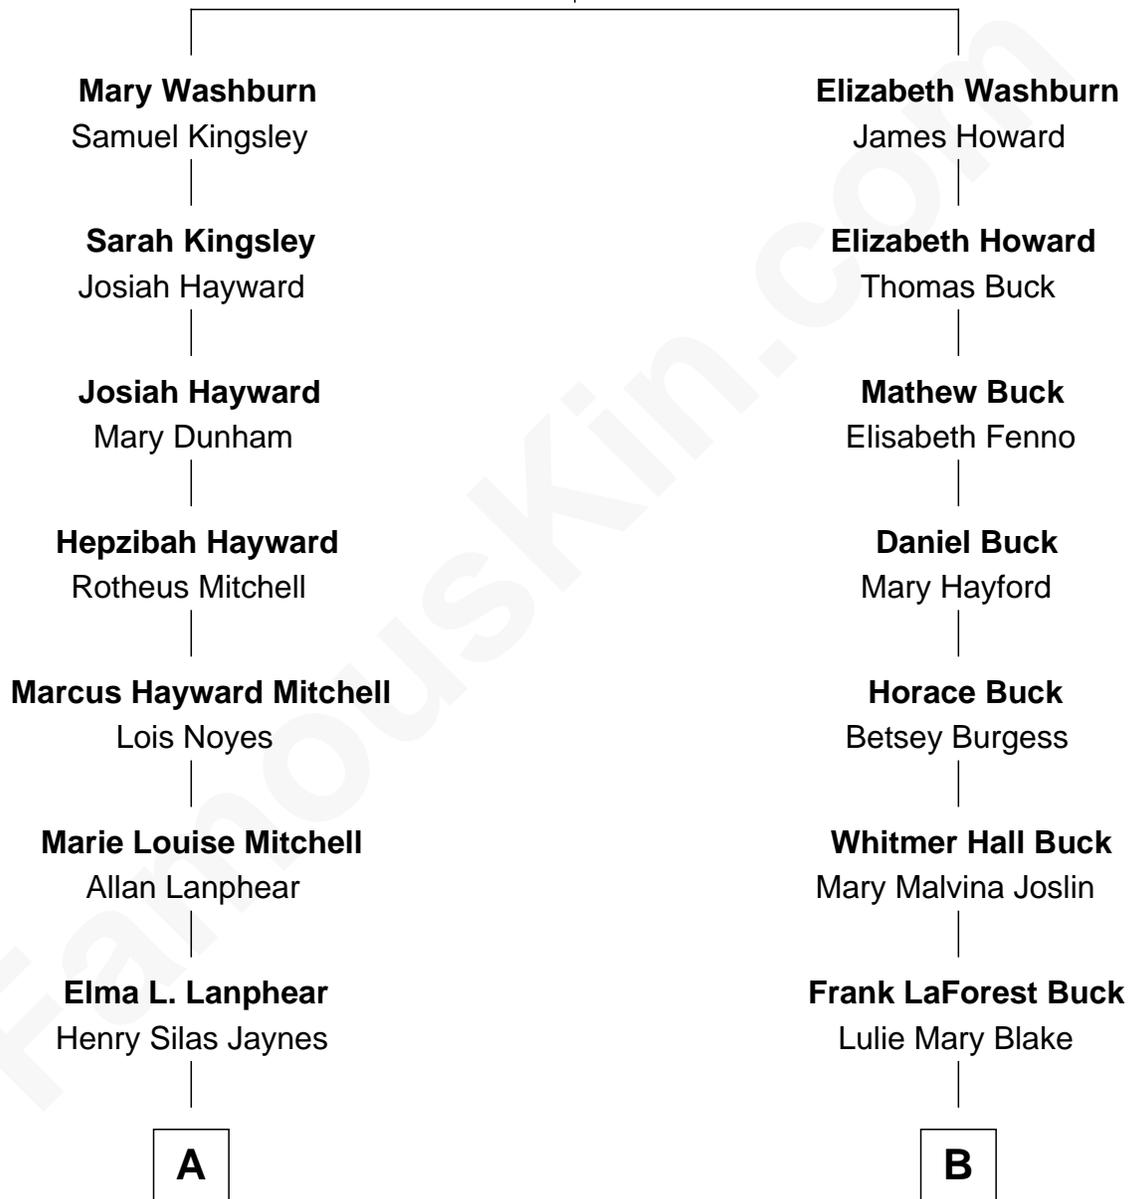 Mary Washburn
Samuel Kingsley
Elizabeth Washburn
James Howard
Sarah Kingsley
Josiah Hayward
Elizabeth Howard
Thomas Buck
Josiah Hayward
Mary Dunham
Mathew Buck
Elisabeth Fenno
Hepzibah Hayward
Rotheus Mitchell
Daniel Buck
Mary Hayford
Marcus Hayward Mitchell
Lois Noyes
Horace Buck
Betsey Burgess
Marie Louise Mitchell
Allan Lanphear
Whitmer Hall Buck
Mary Malvina Joslin
Elma L. Lanphear
Henry Silas Jaynes
Frank LaForest Buck
Lulie Mary Blake
A
B
FamousKin.com